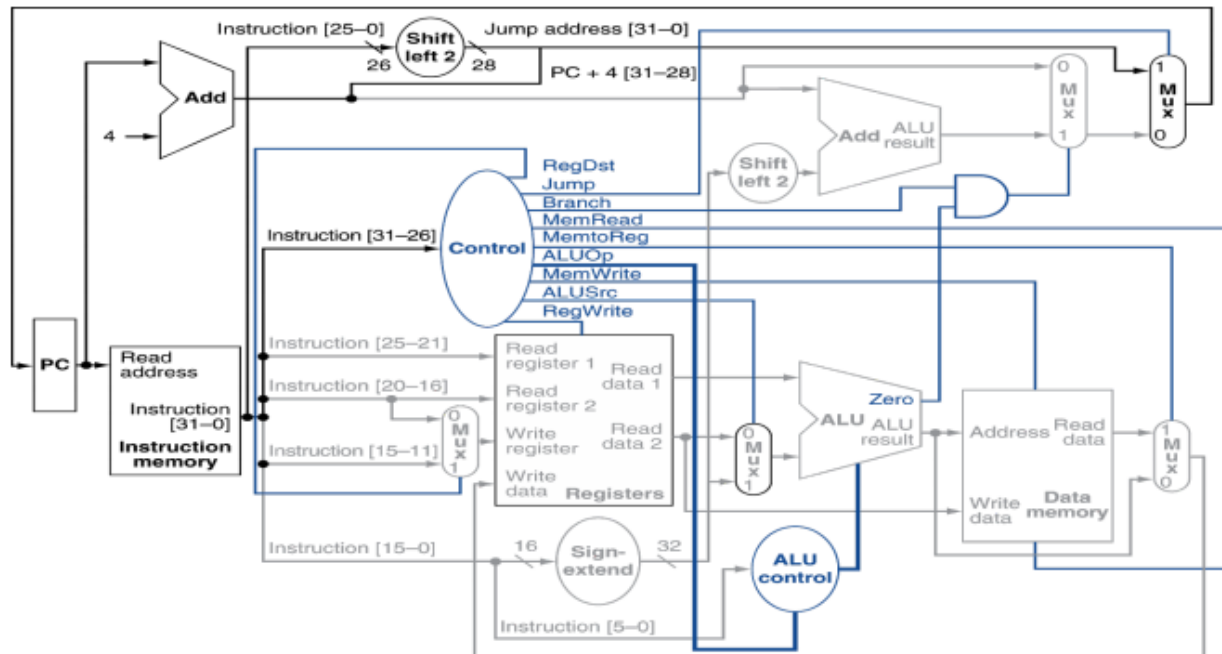 Instruction [25–0]
Shift
left 2
Jump address [31–0]
26
28
PC + 4 [31–28]
Add
4
0
M
u
x
1
1
M
u
x
0
Add
ALU
result
Shift
left 2
RegDst
Jump
Branch
MemRead
MemtoReg
ALUOp
MemWrite
ALUSrc
RegWrite
Control
Instruction [31–26]
PC
Read
address
Instruction
[31–0]
Instruction
memory
Instruction [25–21]
Instruction [20–16]
Instruction [15–11]
0
M
u
x
1
Read
register 1
Read
register 2
Write
register
Write
data
Read
data 1
Read
data 2
Registers
0
M
u
x
1
Zero
ALU
ALU
result
Address
Read
data
Write
data
Data
memory
1
M
u
x
0
Instruction [15–0]
16
Sign-
extend
32
ALU
control
Instruction [5–0]